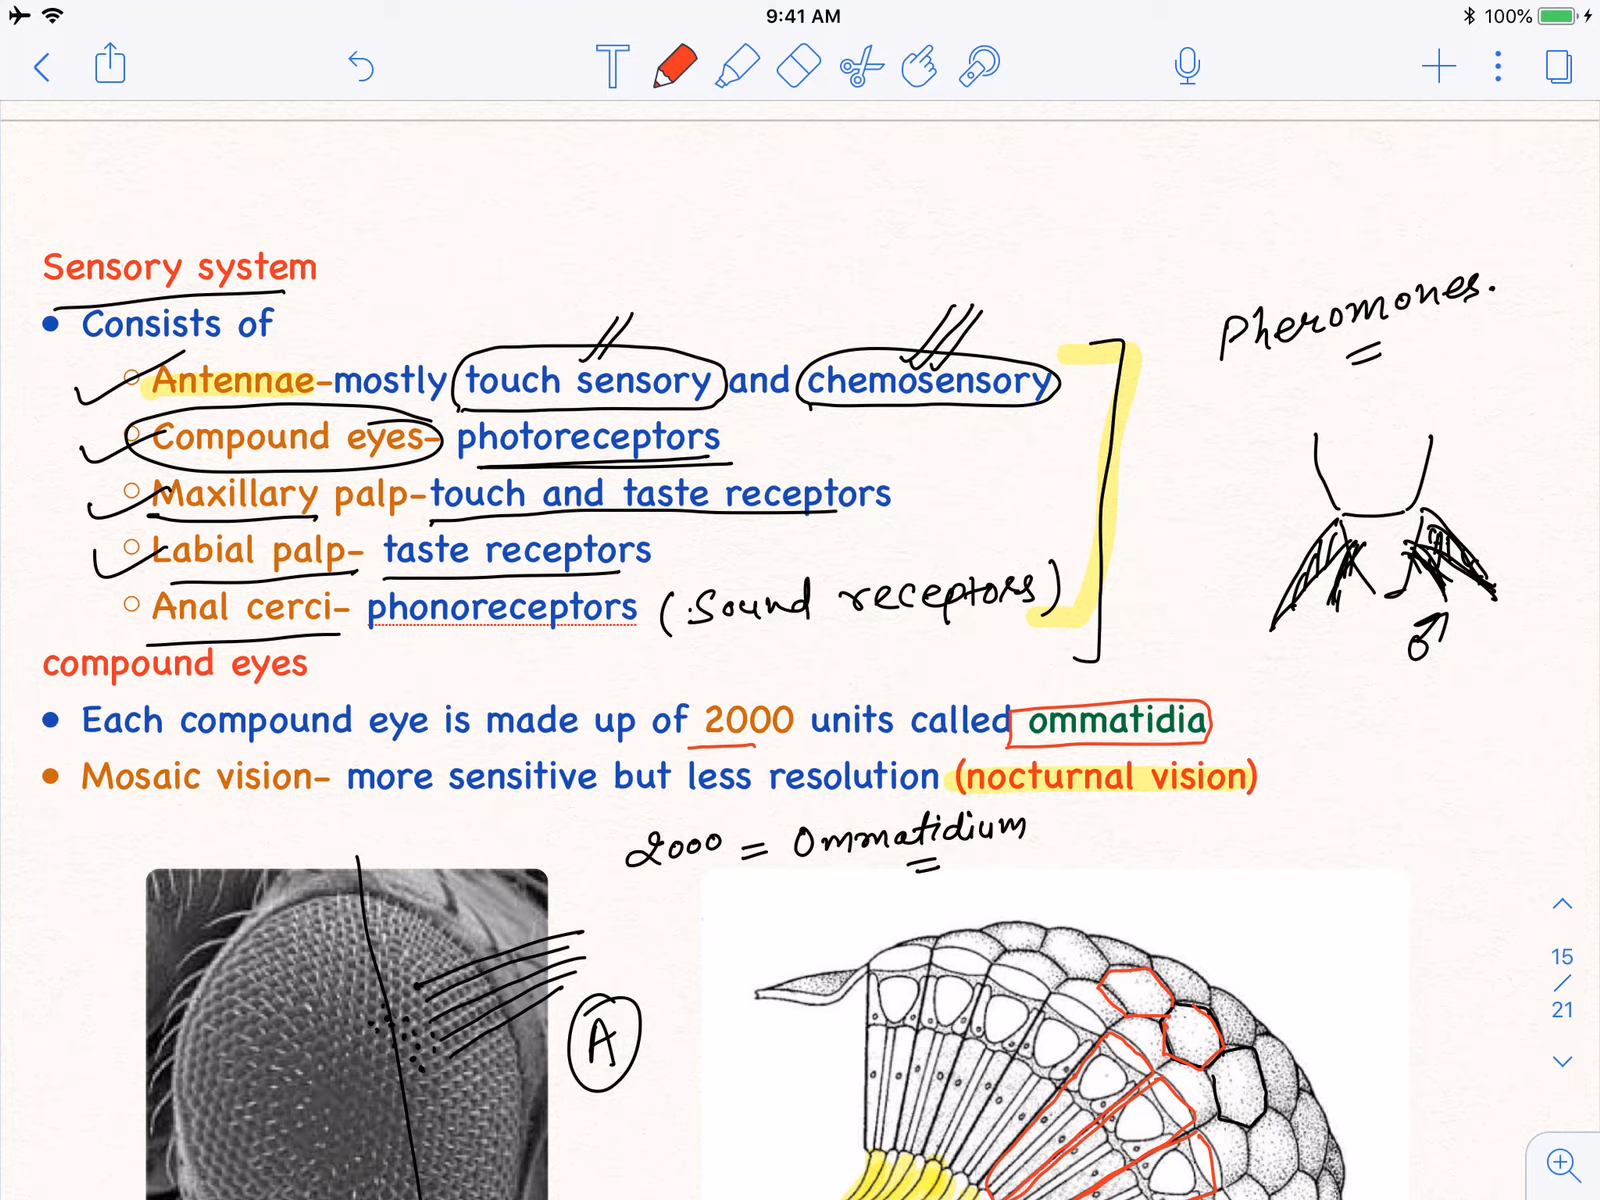 9:41 AM
100%
Sensory system
Consists of
Antennae-mostly touch sensory and chemosensory
Compound eyes- photoreceptors
Maxillary palp-touch and taste receptors
Labial palp- taste receptors
Anal cerci- phonoreceptors (Sound receptors)
Pheromones.
compound eyes
Each compound eye is made up of 2000 units called ommatidia
Mosaic vision- more sensitive but less resolution (nocturnal vision)
2000 = Ommatidium
A
15
/
21